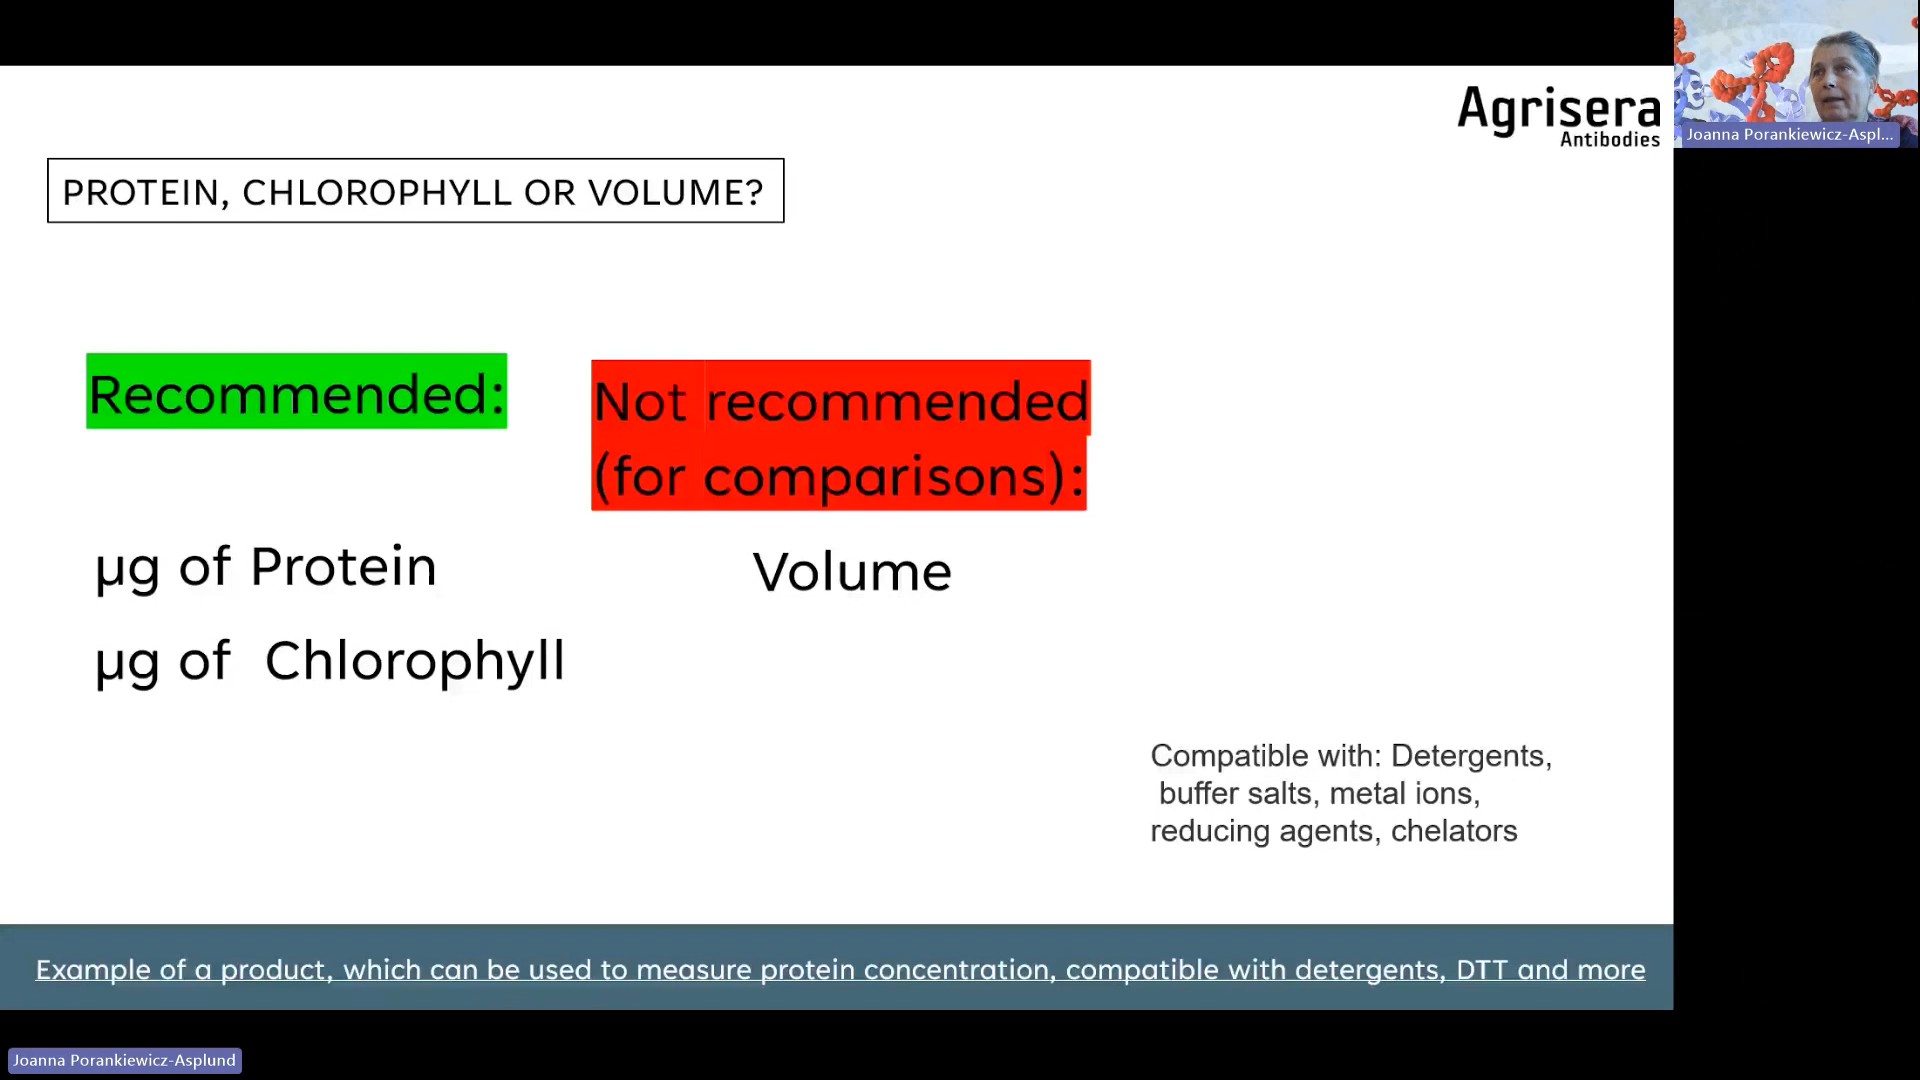 Agrisera
Antibodies
Joanna Porankiewicz-Aspl...
PROTEIN, CHLOROPHYLL OR VOLUME?
Recommended:
Not recommended
(for comparisons):
µg of Protein
Volume
µg of Chlorophyll
Compatible with: Detergents,
buffer salts, metal ions,
reducing agents, chelators
Example of a product, which can be used to measure protein concentration, compatible with detergents, DTT and more
Joanna Porankiewicz-Asplund